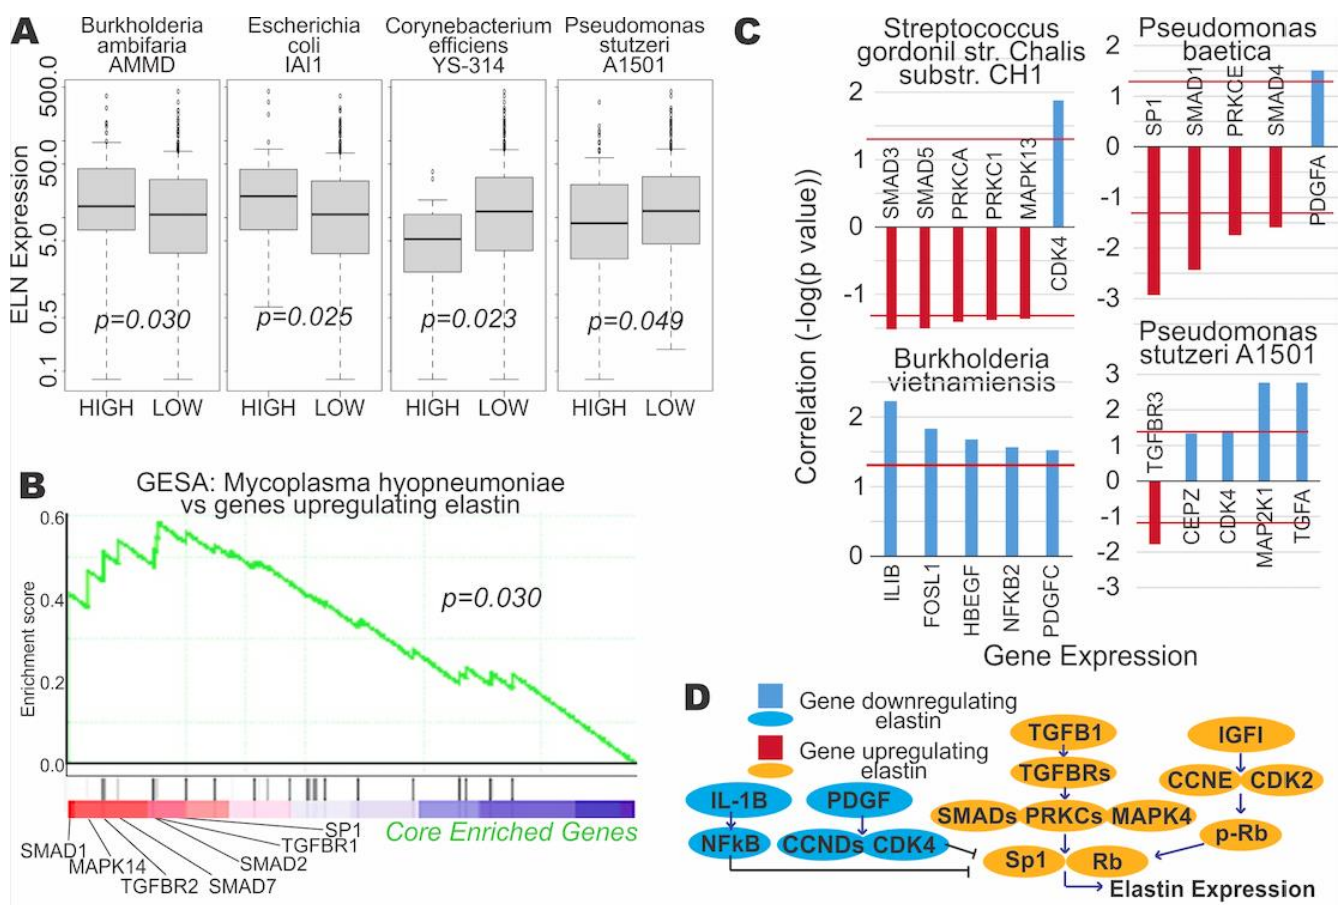 A
Burkholderia
ambifaria
AMMD
Escherichia
coli
IAI1
Corynebacterium
efficiens
YS-314
Pseudomonas
stutzeri
A1501
ELN Expression
500.0
50.0
5.0
0.5
0.1
p=0.030
p=0.025
p=0.023
p=0.049
HIGH LOW
HIGH LOW
HIGH LOW
HIGH LOW
B
GESA: Mycoplasma hyopneumoniae
vs genes upregulating elastin
Enrichment score
0.6
0.4
0.2
0.0
p=0.030
SP1
Core Enriched Genes
TGFBR1
SMAD1
SMAD2
MAPK14
TGFBR2
SMAD7
C
Correlation (-log(p value))
Streptococcus
gordonil str. Chalis
substr. CH1
2
1
0
-1
SMAD3
SMAD5
PRKCA
PRKC1
MAPK13
CDK4
Pseudomonas
baetica
2
1
0
-1
-2
-3
SP1
SMAD1
PRKCE
SMAD4
PDGFA
Burkholderia
vietnamiensis
2
1
0
ILIB
FOSL1
HBEGF
NFKB2
PDGFC
Pseudomonas
stutzeri A1501
3
2
1
0
-1
-2
-3
TGFBR3
CEPZ
CDK4
MAP2K1
TGFA
Gene Expression
D
Gene downregulating
elastin
Gene upregulating
elastin
TGFB1
IGFI
TGFBRs
CCNE CDK2
IL-1B PDGF
SMADs PRKCs MAPK4
p-Rb
NFkB CCNDs CDK4
Sp1 Rb
Elastin Expression